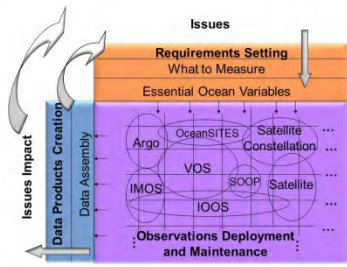 Issues
Requirements Setting
What to Measure
Essential Ocean Variables
Issues Impact
Data Products Creation
Data Assembly
Argo
OceanSITES
Satellite
Constellation
...
VOS
...
IMOS
SOOP
Satellite
IOOS
...
Observations Deployment
and Maintenance
...